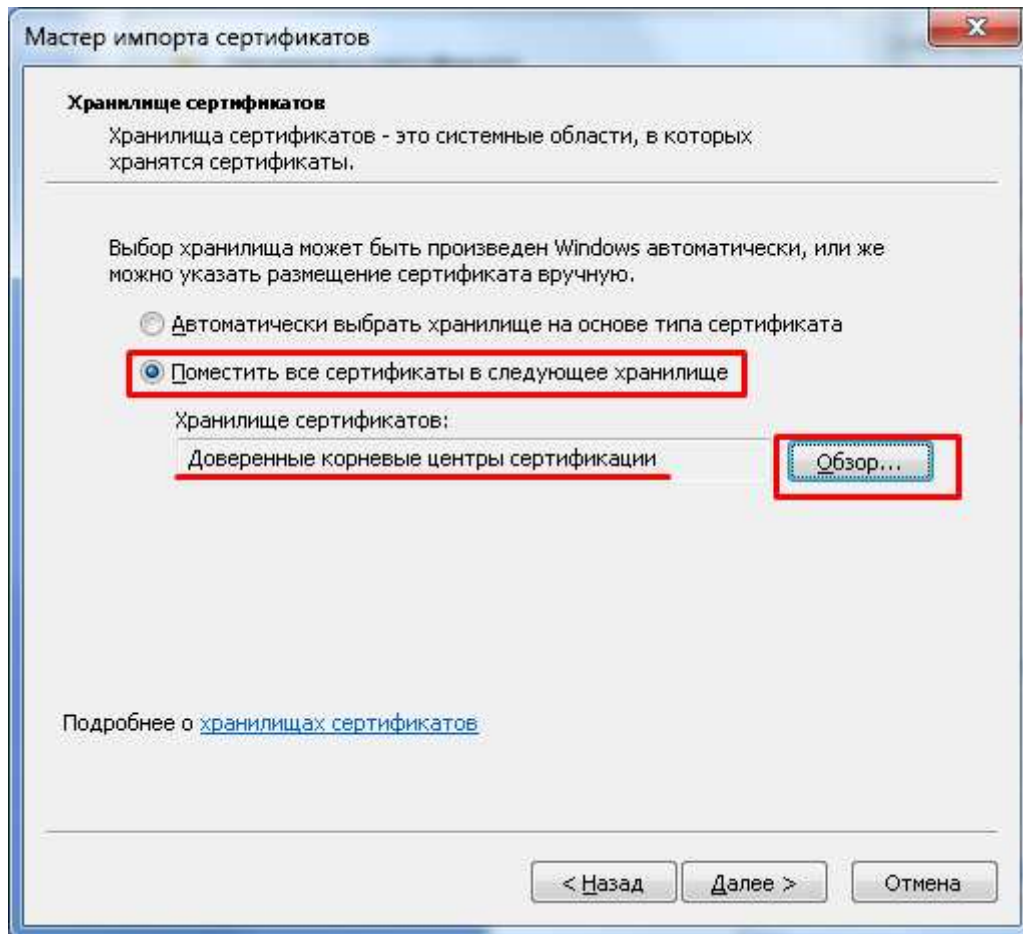 Мастер импорта сертификатов
Хранилище сертификатов
Хранилища сертификатов - это системные области, в которых
хранятся сертификаты.
Выбор хранилища может быть произведен Windows автоматически, или же
можно указать размещение сертификата вручную.
Автоматически выбрать хранилище на основе типа сертификата
Поместить все сертификаты в следующее хранилище
Хранилище сертификатов:
Доверенные корневые центры сертификации
Обзор...
Подробнее о хранилищах сертификатов
< Назад
Далее >
Отмена